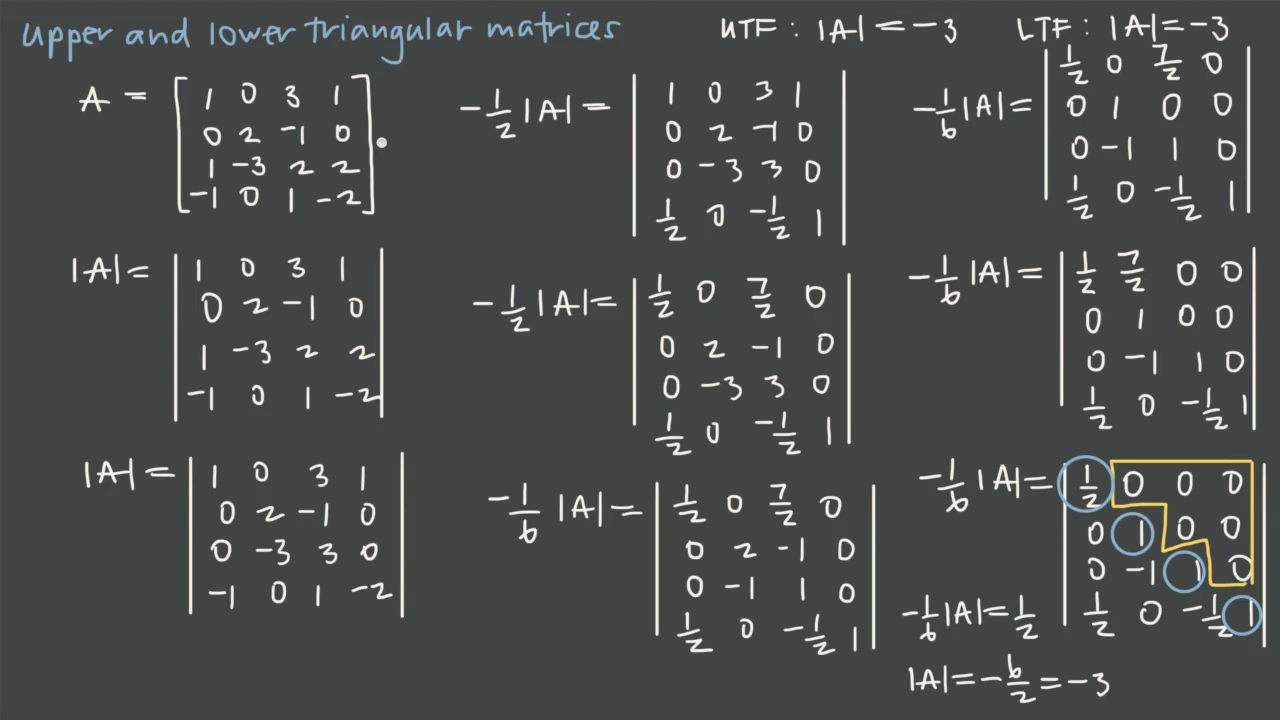 upper and lower triangular matrices
UTF: |A| = -3
LTF: |A| = -3
A =
1 0 3 1
0 2 -1 0
1 -3 2 2
-1 0 1 -2
|A| =
1 0 3 1
0 2 -1 0
1 -3 2 2
-1 0 1 -2
|A| =
1 0 3 1
0 2 -1 0
0 -3 3 0
-1 0 1 -2
-1/2 |A| =
1 0 3 1
0 2 -1 0
0 -3 3 0
1/2 0 -1/2 1
-1/2 |A| =
1/2 0 7/2 0
0 2 -1 0
0 -3 3 0
1/2 0 -1/2 1
-1/6 |A| =
1/2 0 7/2 0
0 2 -1 0
0 -1 1 0
1/2 0 -1/2 1
-1/6 |A| =
1/2 0 7/2 0
0 1 0 0
0 -1 1 0
1/2 0 -1/2 1
-1/6 |A| =
1/2 7/2 0 0
0 1 0 0
0 -1 1 0
1/2 0 -1/2 1
-1/6 |A| =
1/2 0 0 0
0 1 0 0
0 -1 1 0
1/2 0 -1/2 1
-1/6 |A| = 1/2
|A| = -6/2 = -3